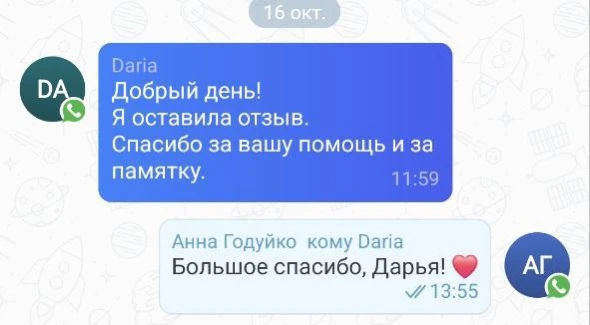 16 окт.
Daria
DA
Добрый день!
Я оставила отзыв.
Спасибо за вашу помощь и за
памятку.
11:59
Анна Годуйко кому Daria
АГ
Большое спасибо, Дарья! ❤️
13:55